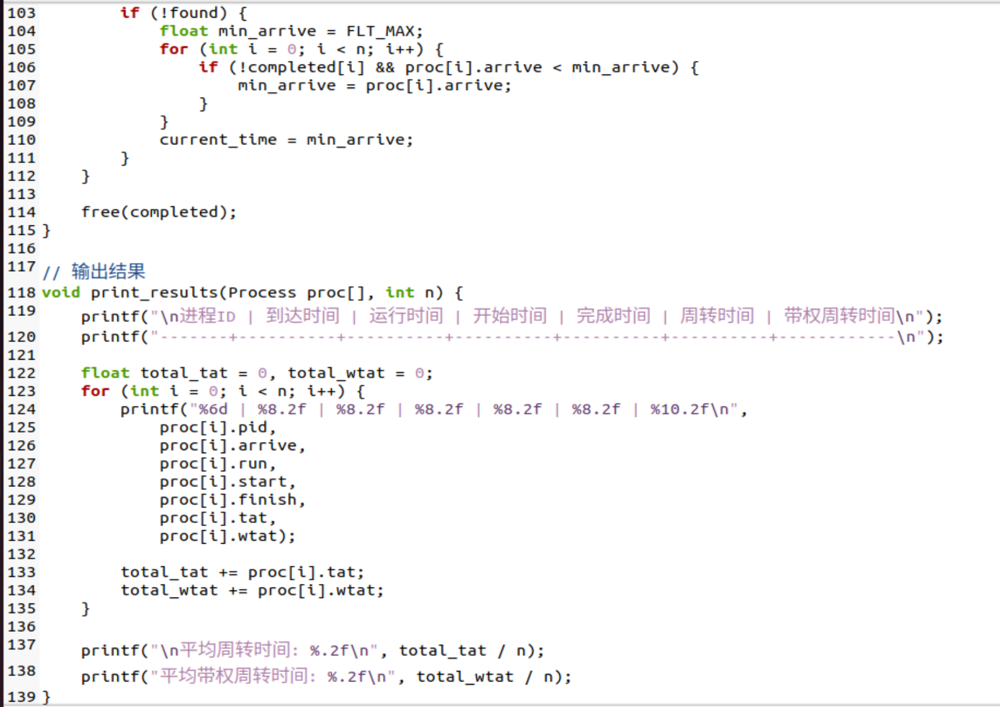 103         if (!found) {
104             float min_arrive = FLT_MAX;
105             for (int i = 0; i < n; i++) {
106                 if (!completed[i] && proc[i].arrive < min_arrive) {
107                     min_arrive = proc[i].arrive;
108                 }
109             }
110             current_time = min_arrive;
111         }
112     }
113
114     free(completed);
115 }
116
117 // 输出结果
118 void print_results(Process proc[], int n) {
119     printf("\n进程ID | 到达时间 | 运行时间 | 开始时间 | 完成时间 | 周转时间 | 带权周转时间\n");
120     printf("-------+----------+----------+----------+----------+----------+------------\n");
121
122     float total_tat = 0, total_wtat = 0;
123     for (int i = 0; i < n; i++) {
124         printf("%6d | %8.2f | %8.2f | %8.2f | %8.2f | %8.2f | %10.2f\n",
125             proc[i].pid,
126             proc[i].arrive,
127             proc[i].run,
128             proc[i].start,
129             proc[i].finish,
130             proc[i].tat,
131             proc[i].wtat);
132
133         total_tat += proc[i].tat;
134         total_wtat += proc[i].wtat;
135     }
136
137     printf("\n平均周转时间: %.2f\n", total_tat / n);
138     printf("平均带权周转时间: %.2f\n", total_wtat / n);
139 }